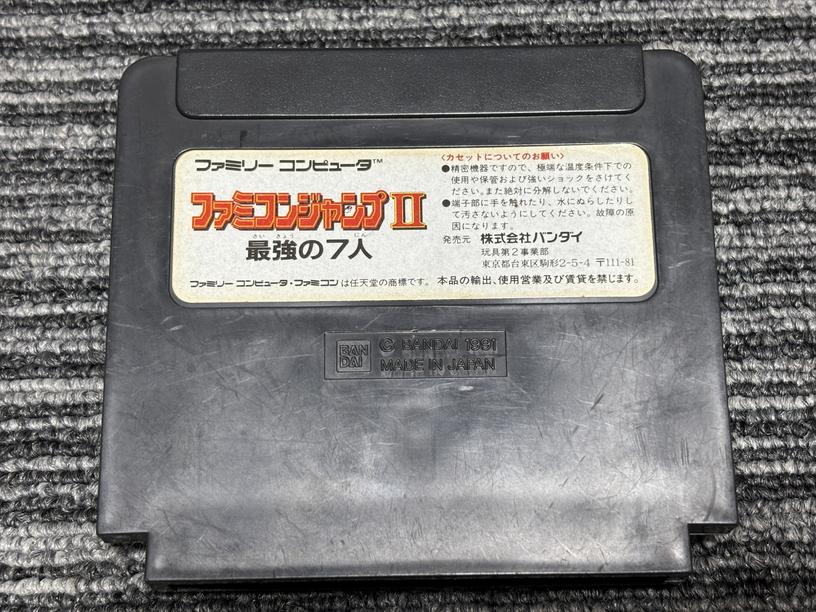 ファミリー コンピュータ™
ファミコンジャンプII
さいきょう にん
最強の7人
〈カセットについてのお願い〉
●精密機器ですので、極端な温度条件下での
使用や保管および強いショックをさけてく
ださい。また絶対に分解しないでください。
●端子部に手を触れたり、水にぬらしたりし
て汚さないようにしてください。故障の原
因になります。
発売元 株式会社バンダイ
玩具第2事業部
東京都台東区駒形2-5-4 〒111-81
ファミリー コンピュータ・ファミコンは任天堂の商標です。 本品の輸出、使用営業及び賃貸を禁じます。
BAN
DAI
© BANDAI 1991
MADE IN JAPAN